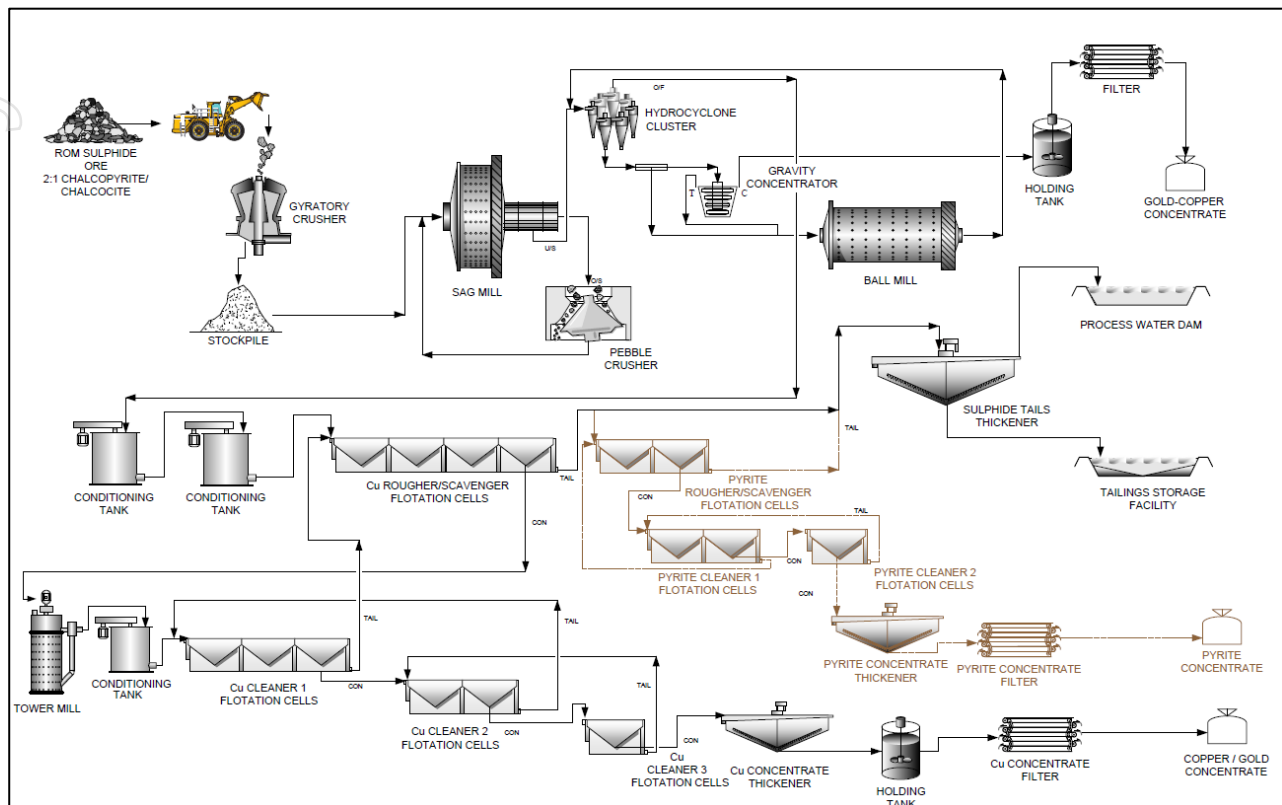 O/F
HYDROCYCLONE
CLUSTER
FILTER
ROM SULPHIDE
ORE
2:1 CHALCOPYRITE/
CHALCOCITE
GYRATORY
CRUSHER
GRAVITY
CONCENTRATOR
T
C
HOLDING
TANK
GOLD-COPPER
CONCENTRATE
U/S
O/S
SAG MILL
BALL MILL
STOCKPILE
PEBBLE
CRUSHER
PROCESS WATER DAM
SULPHIDE TAILS
THICKENER
TAIL
CONDITIONING
TANK
CONDITIONING
TANK
Cu ROUGHER/SCAVENGER
FLOTATION CELLS
TAIL
CON
PYRITE
ROUGHER/SCAVENGER
FLOTATION CELLS
CON
TAIL
TAILINGS STORAGE
FACILITY
PYRITE CLEANER 1
FLOTATION CELLS
CON
PYRITE CLEANER 2
FLOTATION CELLS
CON
TOWER MILL
CONDITIONING
TANK
TAIL
TAIL
Cu CLEANER 1
FLOTATION CELLS
CON
TAIL
PYRITE CONCENTRATE
THICKENER
PYRITE CONCENTRATE
FILTER
PYRITE
CONCENTRATE
Cu CLEANER 2
FLOTATION CELLS
CON
CON
Cu
CLEANER 3
FLOTATION CELLS
Cu CONCENTRATE
THICKENER
HOLDING
TANK
Cu CONCENTRATE
FILTER
COPPER / GOLD
CONCENTRATE